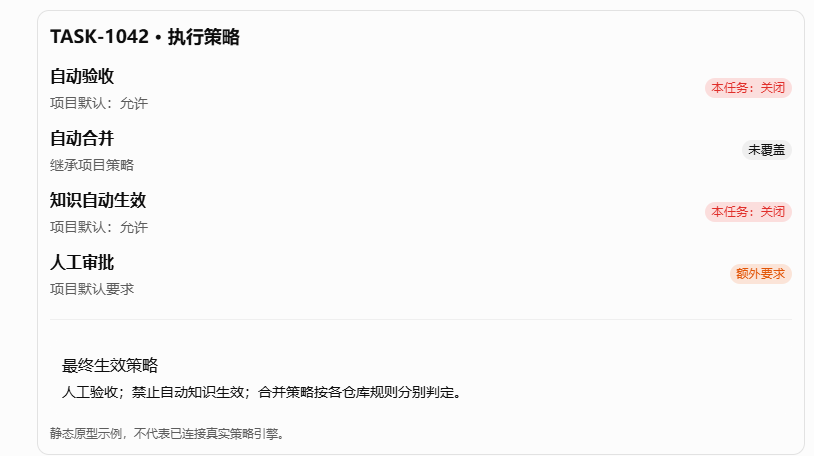 TASK-1042 • 执行策略
自动验收
项目默认：允许
本任务：关闭
自动合并
继承项目策略
未覆盖
知识自动生效
项目默认：允许
本任务：关闭
人工审批
项目默认要求
额外要求
最终生效策略
人工验收；禁止自动知识生效；合并策略按各仓库规则分别判定。
静态原型示例，不代表已连接真实策略引擎。